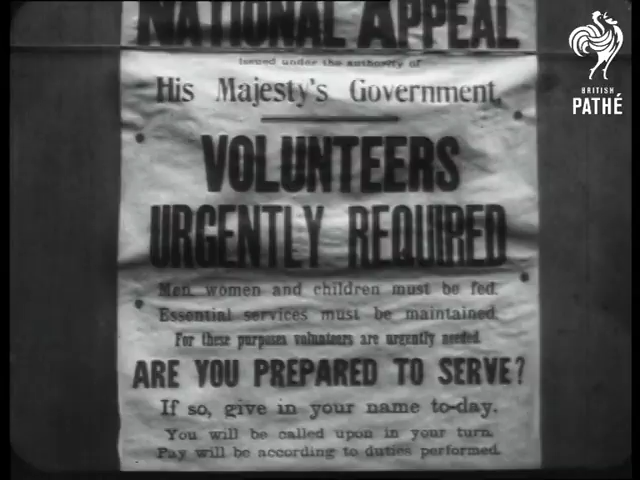 NATIONAL APPEAL
Issued under the authority of
His Majesty's Government.
VOLUNTEERS
URGENTLY REQUIRED
Men, women and children must be fed.
Essential services must be maintained.
For these purposes volunteers are urgently needed.
ARE YOU PREPARED TO SERVE?
If so, give in your name to-day.
You will be called upon in your turn.
Pay will be according to duties performed.
BRITISH
PATHÉ